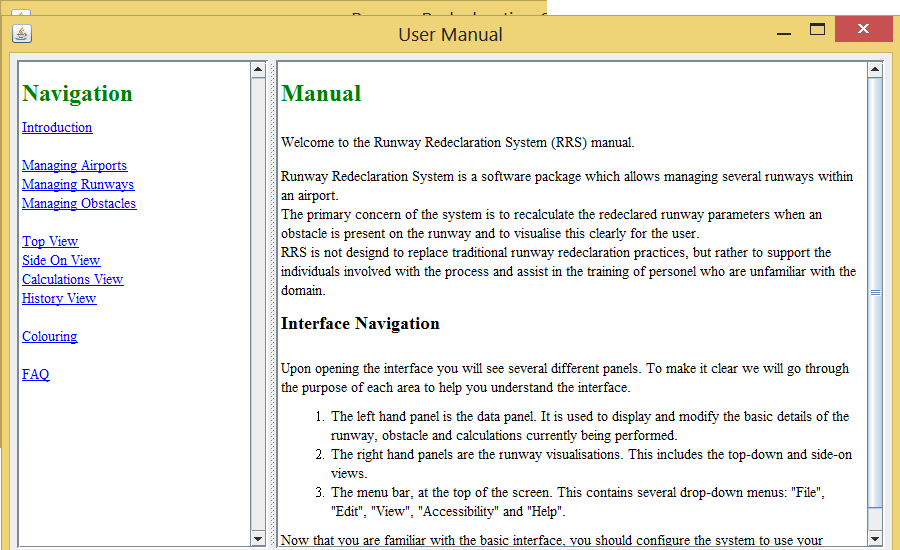 User Manual
Navigation
Introduction
Managing Airports
Managing Runways
Managing Obstacles
Top View
Side On View
Calculations View
History View
Colouring
FAQ
Manual
Welcome to the Runway Redeclaration System (RRS) manual.
Runway Redeclaration System is a software package which allows managing several runways within
an airport.
The primary concern of the system is to recalculate the redeclared runway parameters when an
obstacle is present on the runway and to visualise this clearly for the user.
RRS is not designd to replace traditional runway redeclaration practices, but rather to support the
individuals involved with the process and assist in the training of personel who are unfamiliar with the
domain.
Interface Navigation
Upon opening the interface you will see several different panels. To make it clear we will go through
the purpose of each area to help you understand the interface.
1. The left hand panel is the data panel. It is used to display and modify the basic details of the
runway, obstacle and calculations currently being performed.
2. The right hand panels are the runway visualisations. This includes the top-down and side-on
views.
3. The menu bar, at the top of the screen. This contains several drop-down menus: "File",
"Edit", "View", "Accessibility" and "Help".
Now that you are familiar with the basic interface, you should configure the system to use your